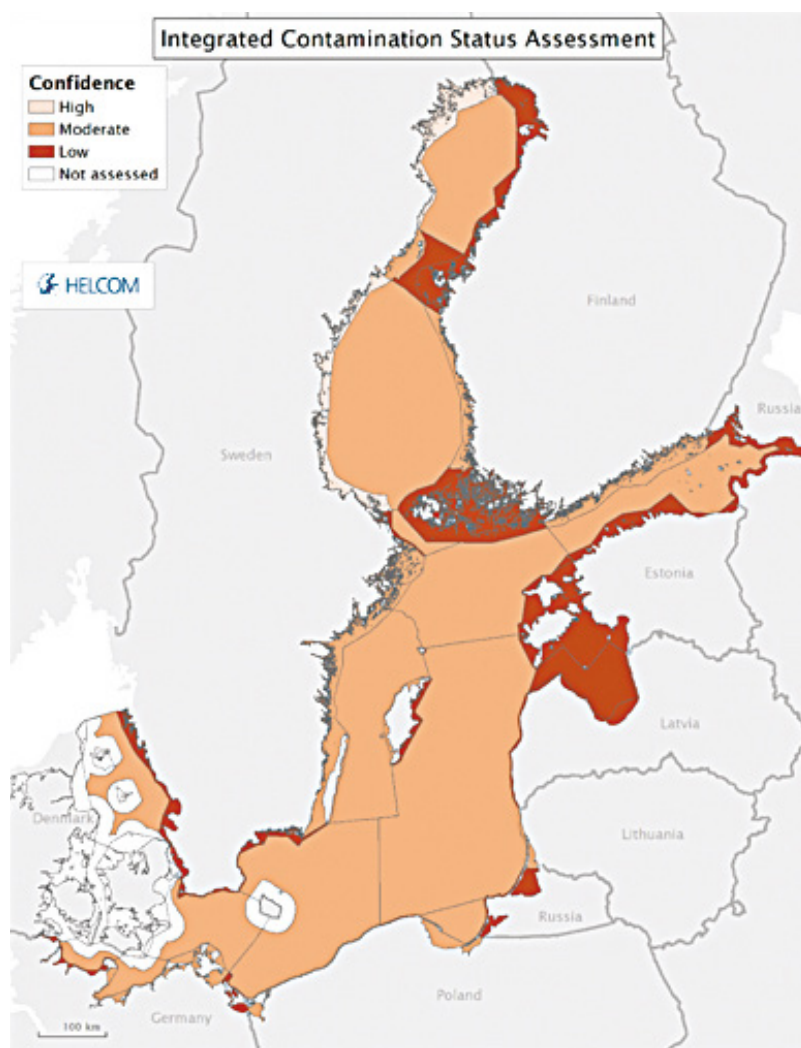 Integrated Contamination Status Assessment
Confidence
High
Moderate
Low
Not assessed
HELCOM
Finland
Russia
Sweden
Estonia
Latvia
Denmark
Lithuania
Russia
Poland
Germany
100 km